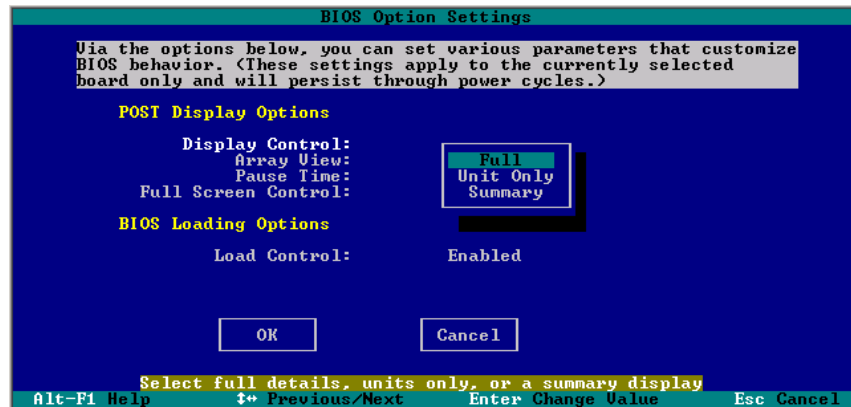 BIOS Option Settings
Via the options below, you can set various parameters that customize
BIOS behavior. (These settings apply to the currently selected
board only and will persist through power cycles.)
POST Display Options
Display Control:
Array View:
Pause Time:
Full Screen Control:
Full
Unit Only
Summary
BIOS Loading Options
Load Control: Enabled
OK Cancel
Select full details, units only, or a summary display
Alt-F1 Help ↕↔ Previous/Next Enter Change Value Esc Cancel